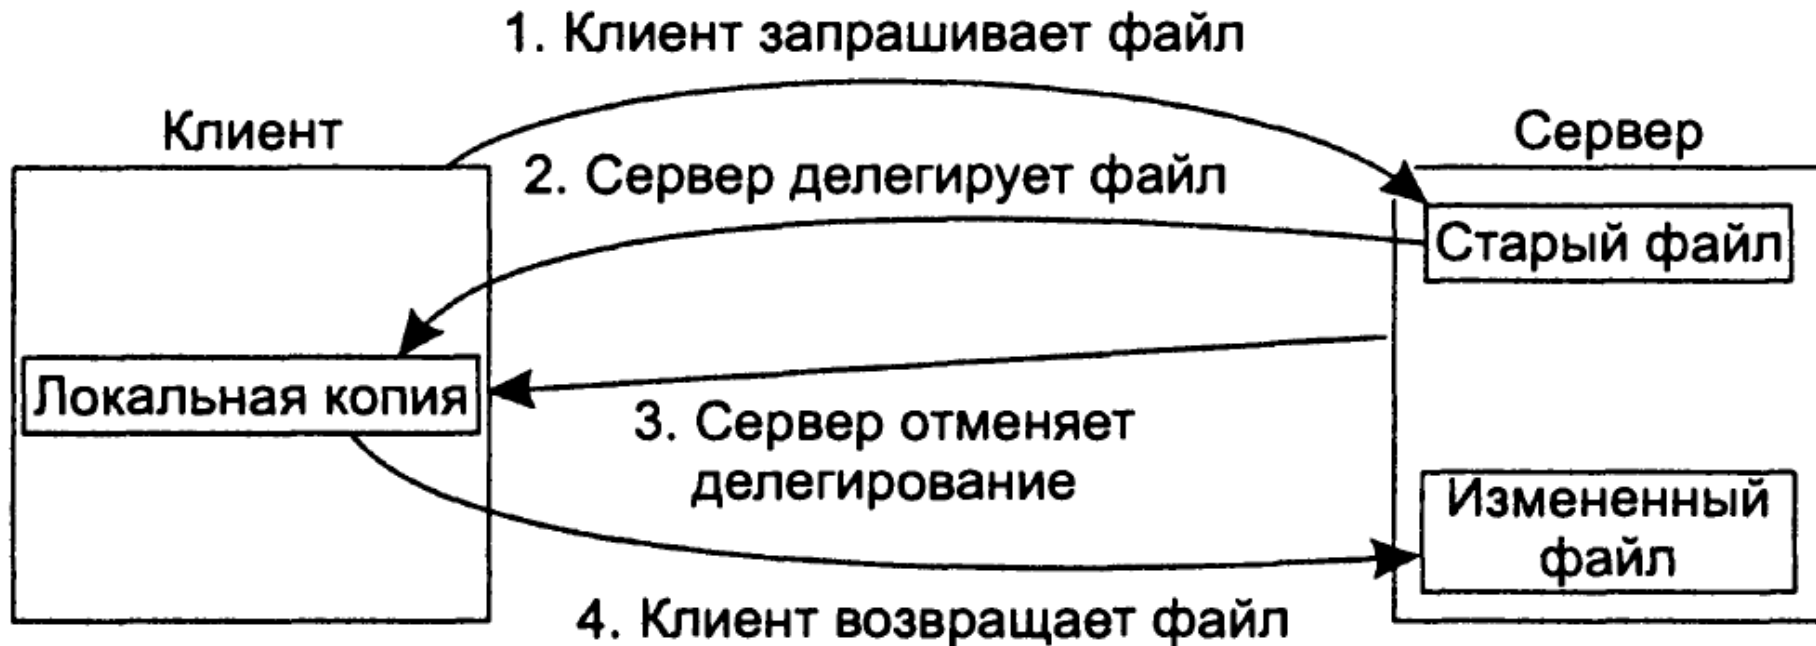 1. Клиент запрашивает файл
Клиент
Сервер
2. Сервер делегирует файл
Старый файл
Локальная копия
3. Сервер отменяет
делегирование
Измененный
файл
4. Клиент возвращает файл